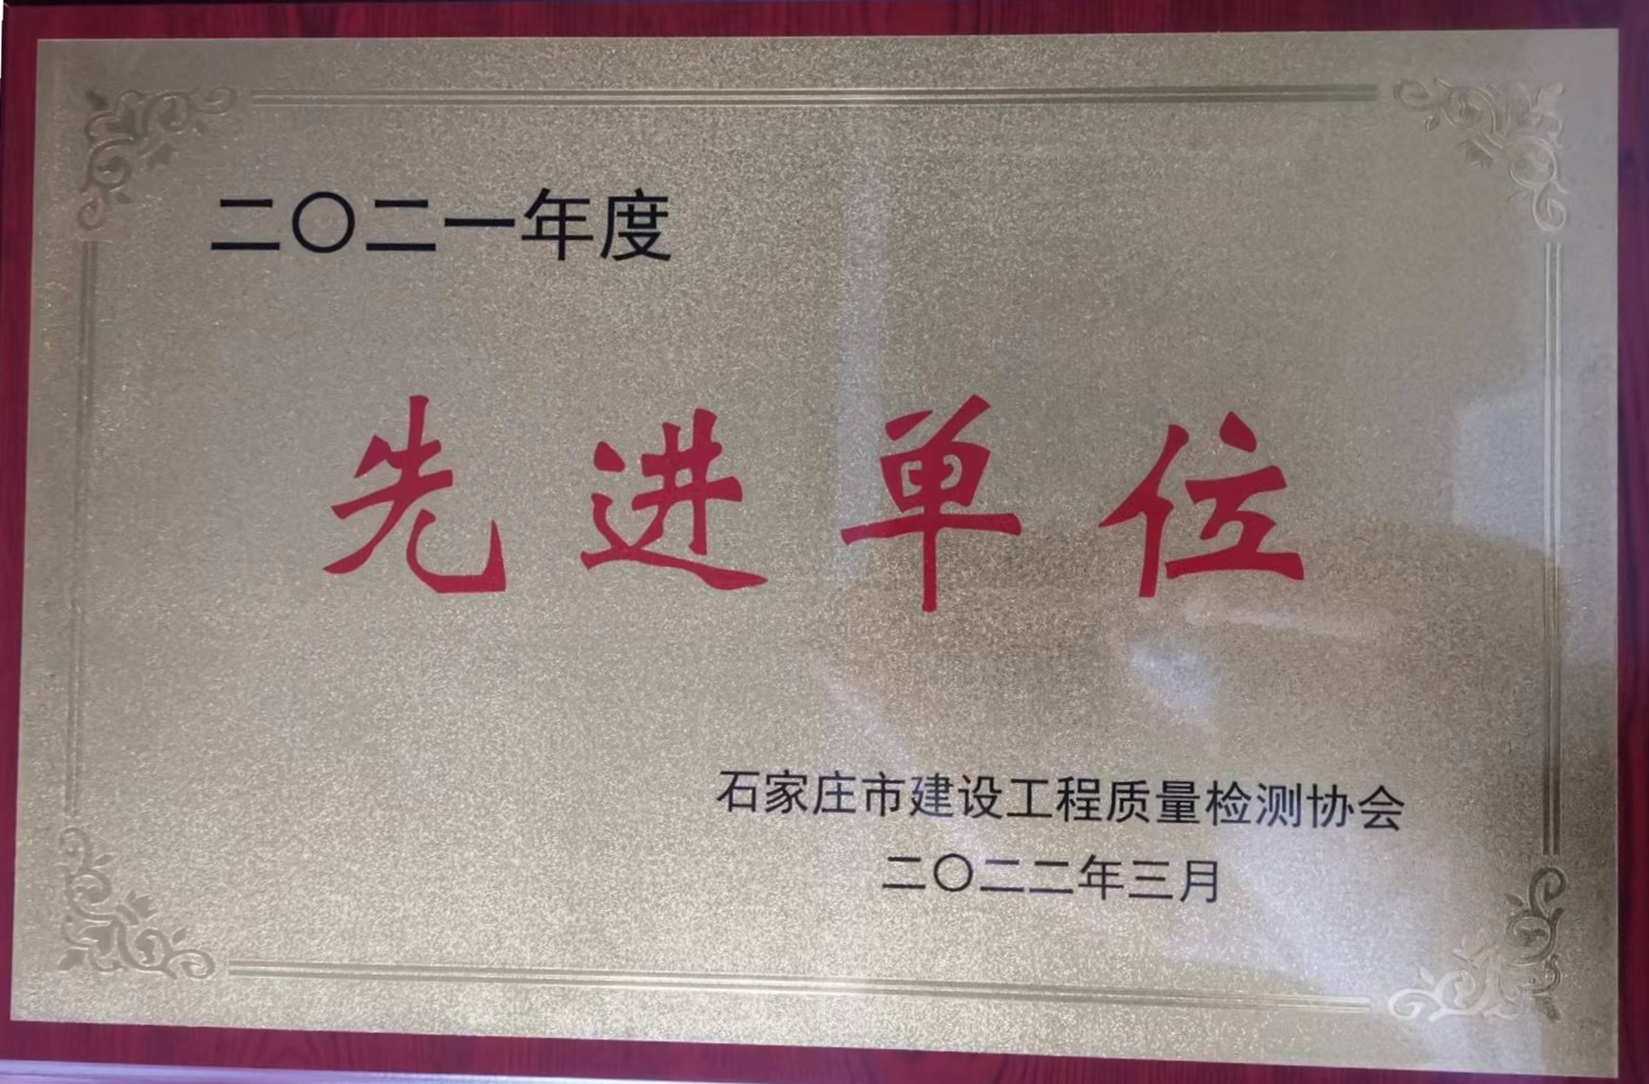 二〇二一年度
先进单位
石家庄市建设工程质量检测协会
二〇二二年三月